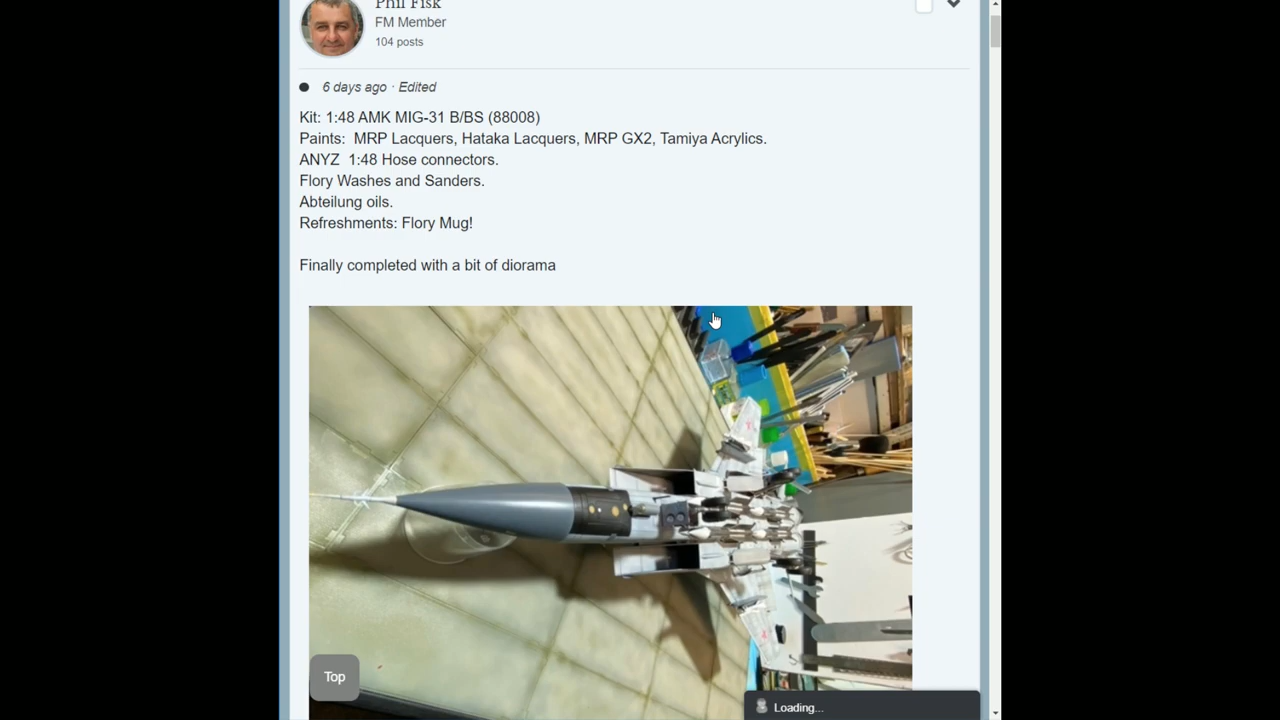 Phil Fisk
FM Member
104 posts
6 days ago · Edited
Kit: 1:48 AMK MIG-31 B/BS (88008)
Paints:  MRP Lacquers, Hataka Lacquers, MRP GX2, Tamiya Acrylics.
ANYZ  1:48 Hose connectors.
Flory Washes and Sanders.
Abteilung oils.
Refreshments: Flory Mug!
Finally completed with a bit of diorama
Top
Loading...